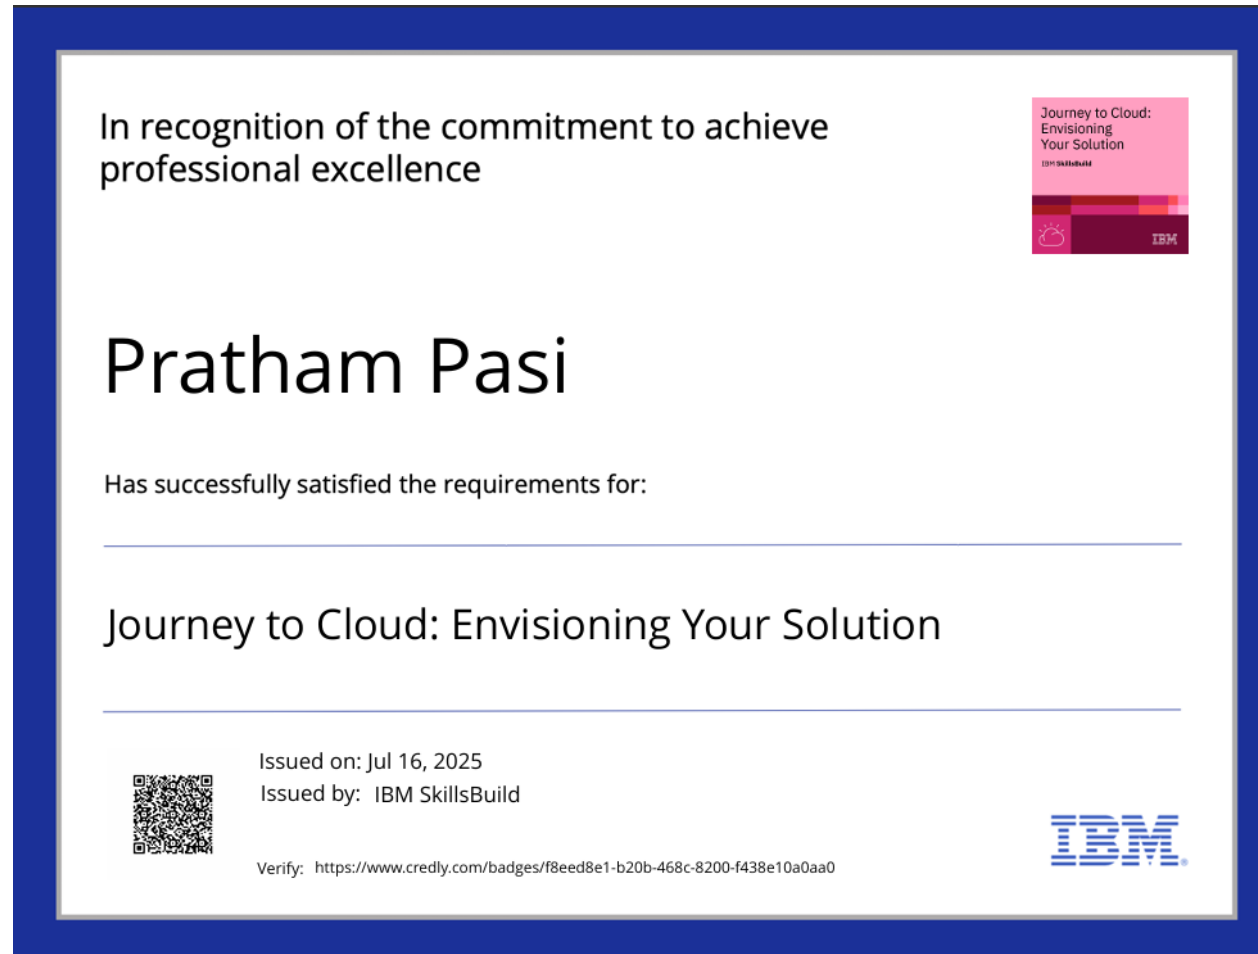 In recognition of the commitment to achieve
professional excellence
Journey to Cloud:
Envisioning
Your Solution
IBM SkillsBuild
IBM
Pratham Pasi
Has successfully satisfied the requirements for:
Journey to Cloud: Envisioning Your Solution
Issued on: Jul 16, 2025
Issued by: IBM SkillsBuild
Verify: https://www.credly.com/badges/f8eed8e1-b20b-468c-8200-f438e10a0aa0
IBM®